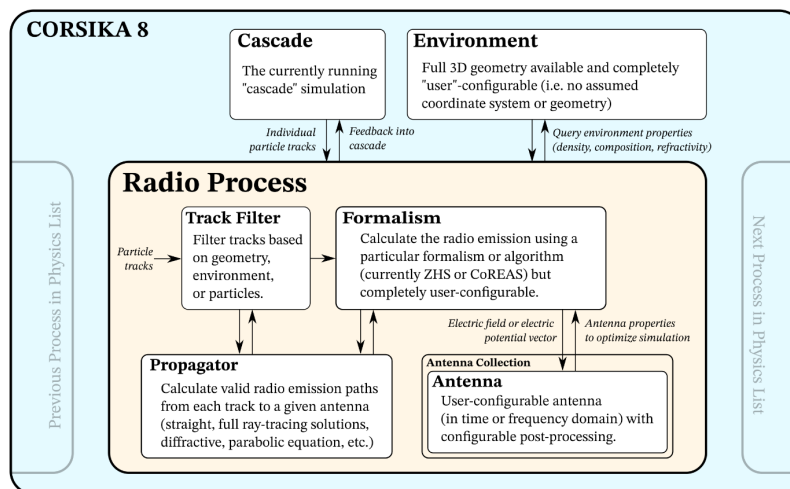 CORSIKA 8
Cascade
The currently running
"cascade" simulation
Environment
Full 3D geometry available and completely
"user"-configurable (i.e. no assumed
coordinate system or geometry)
Individual
particle tracks
Feedback into
cascade
Query environment properties
(density, composition, refractivity)
Previous Process in Physics List
Radio Process
Particle
tracks
Track Filter
Filter tracks based
on geometry,
environment,
or particles.
Formalism
Calculate the radio emission using a
particular formalism or algorithm
(currently ZHS or CoREAS) but
completely user-configurable.
Electric field or electric
potential vector
Antenna properties
to optimize simulation
Propagator
Calculate valid radio emission paths
from each track to a given antenna
(straight, full ray-tracing solutions,
diffractive, parabolic equation, etc.)
Antenna Collection
Antenna
User-configurable antenna
(in time or frequency domain) with
configurable post-processing.
Next Process in Physics List